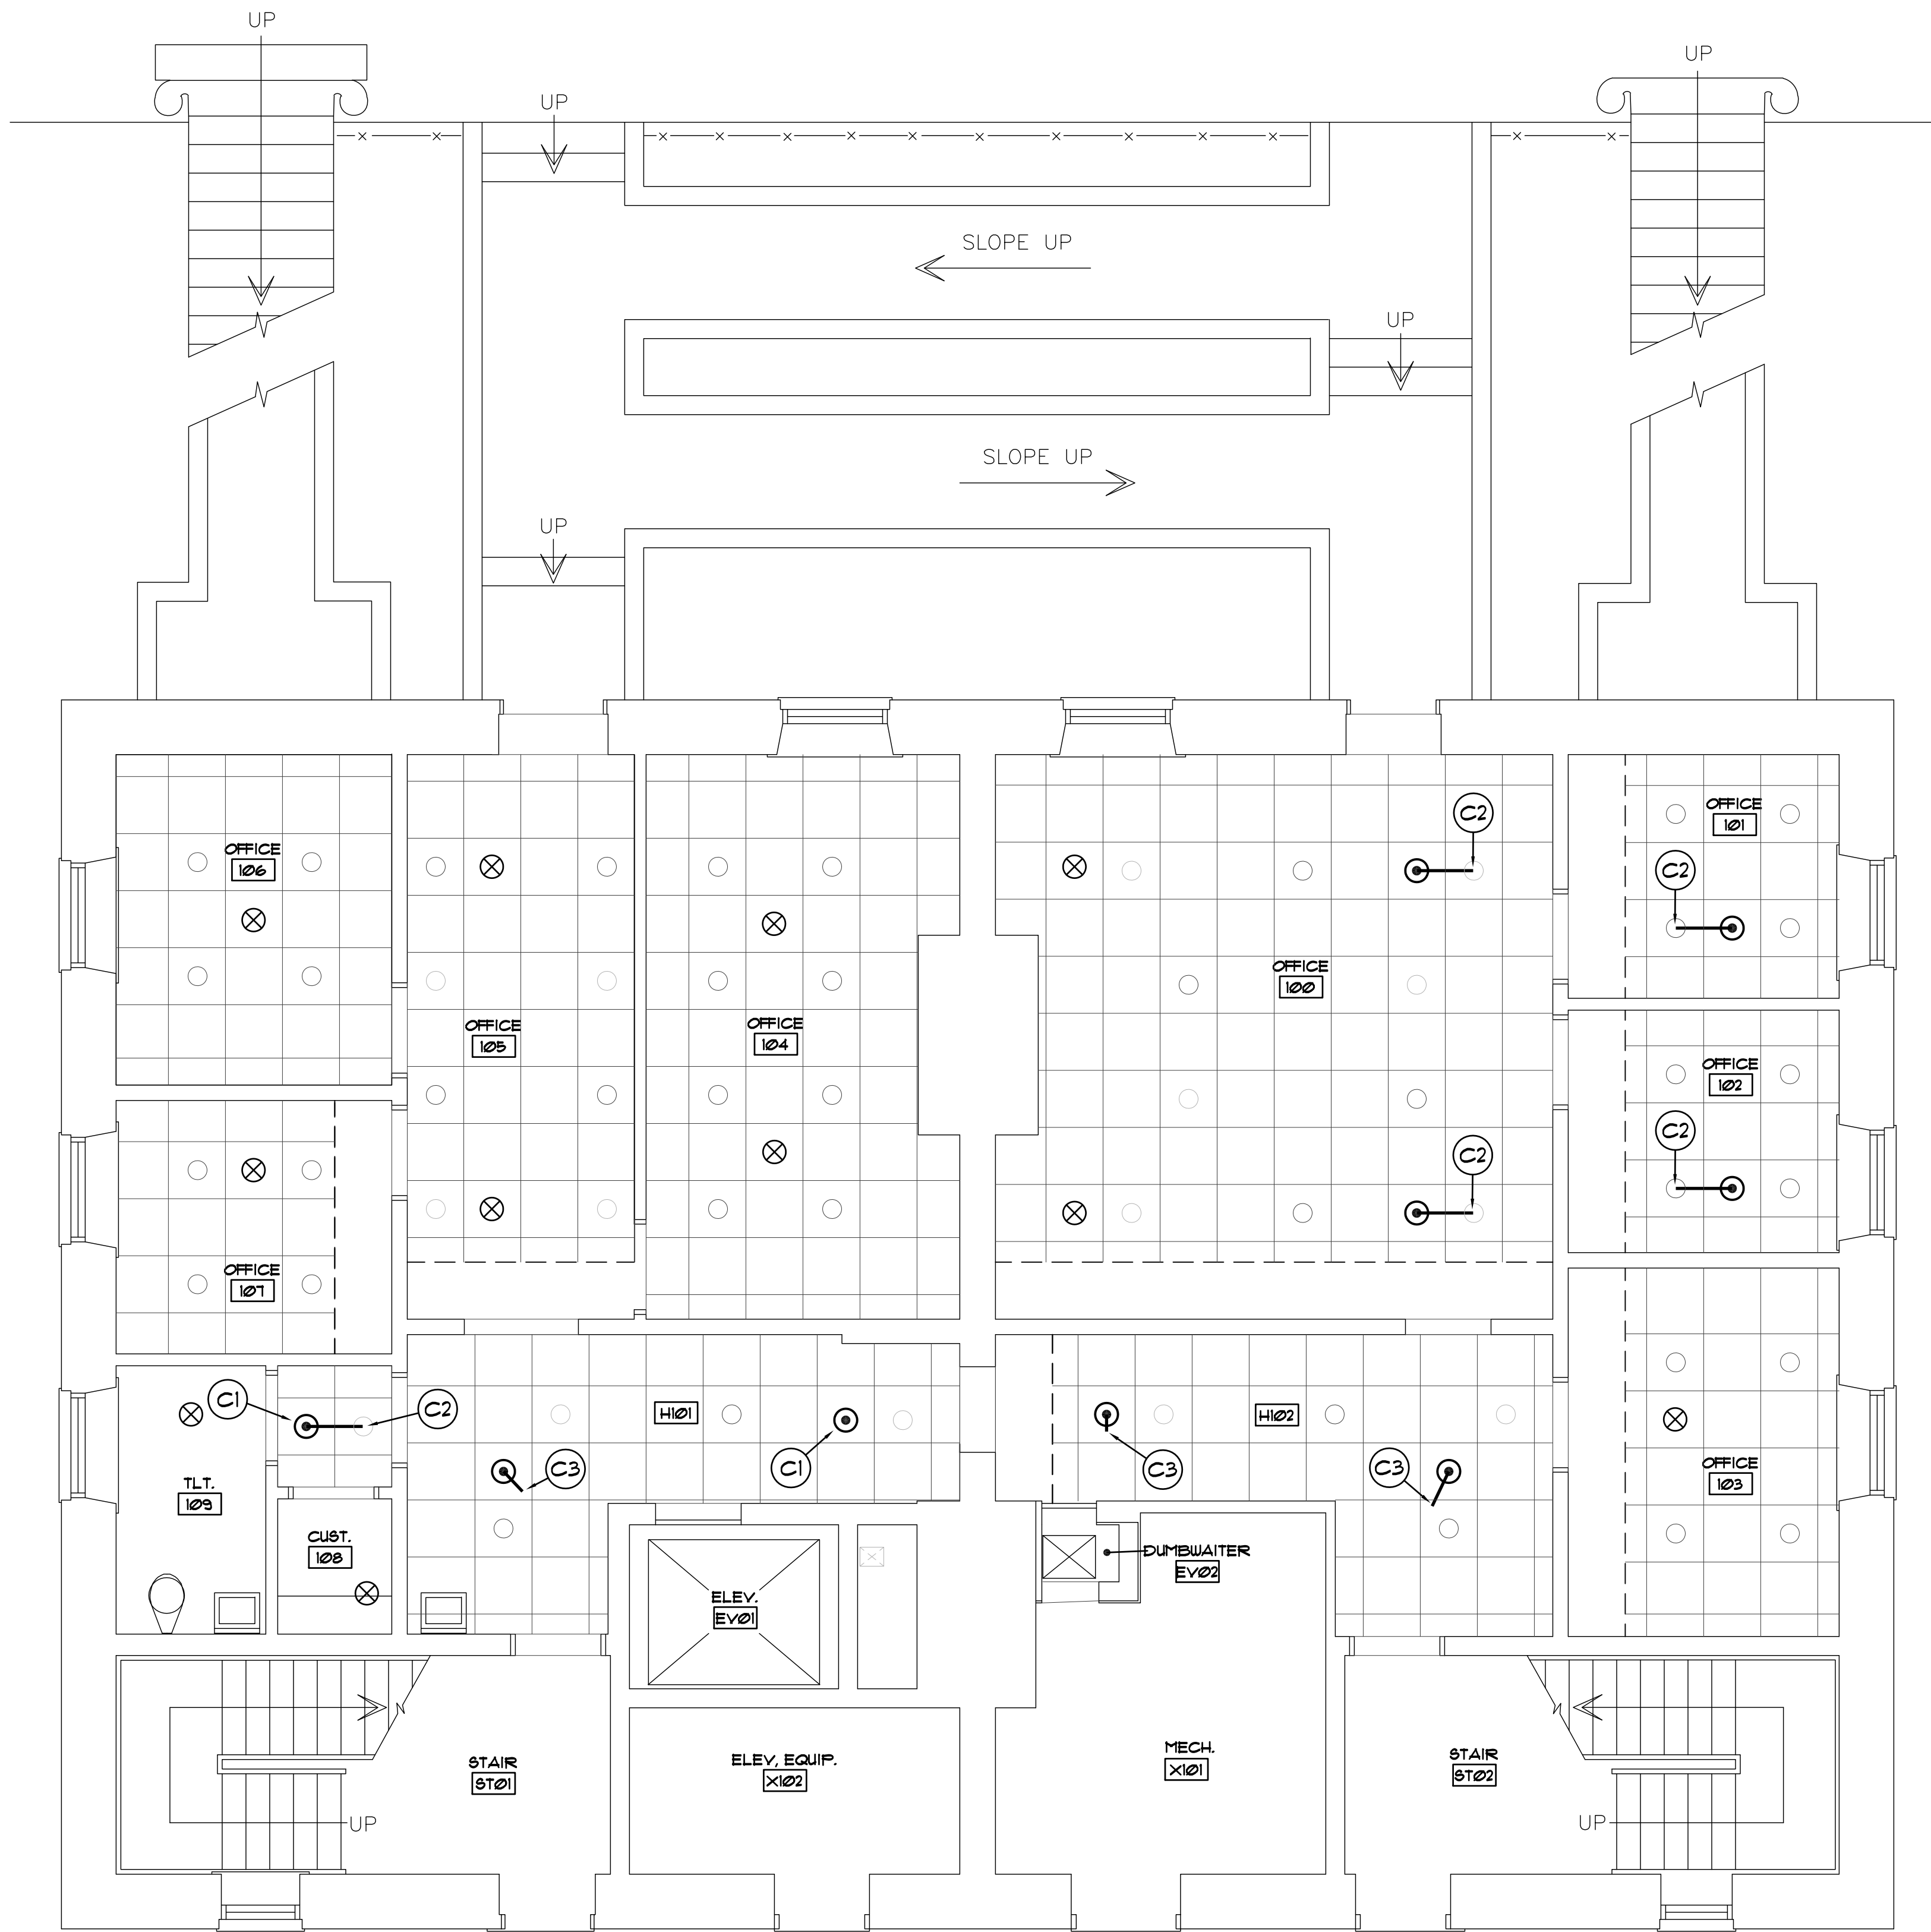 UP
UP
UP
SLOPE UP
UP
SLOPE UP
UP
C2
OFFICE
101
OFFICE
106
C2
OFFICE
100
OFFICE
105
OFFICE
104
OFFICE
102
C2
C2
OFFICE
107
C1
C2
H101
H102
C3
C1
C3
C3
OFFICE
103
TLT.
109
CUST.
108
DUMBWAITER
EV02
ELEV.
EV01
STAIR
ST01
ELEV, EQUIP.
X102
MECH.
X101
STAIR
ST02
UP
UP